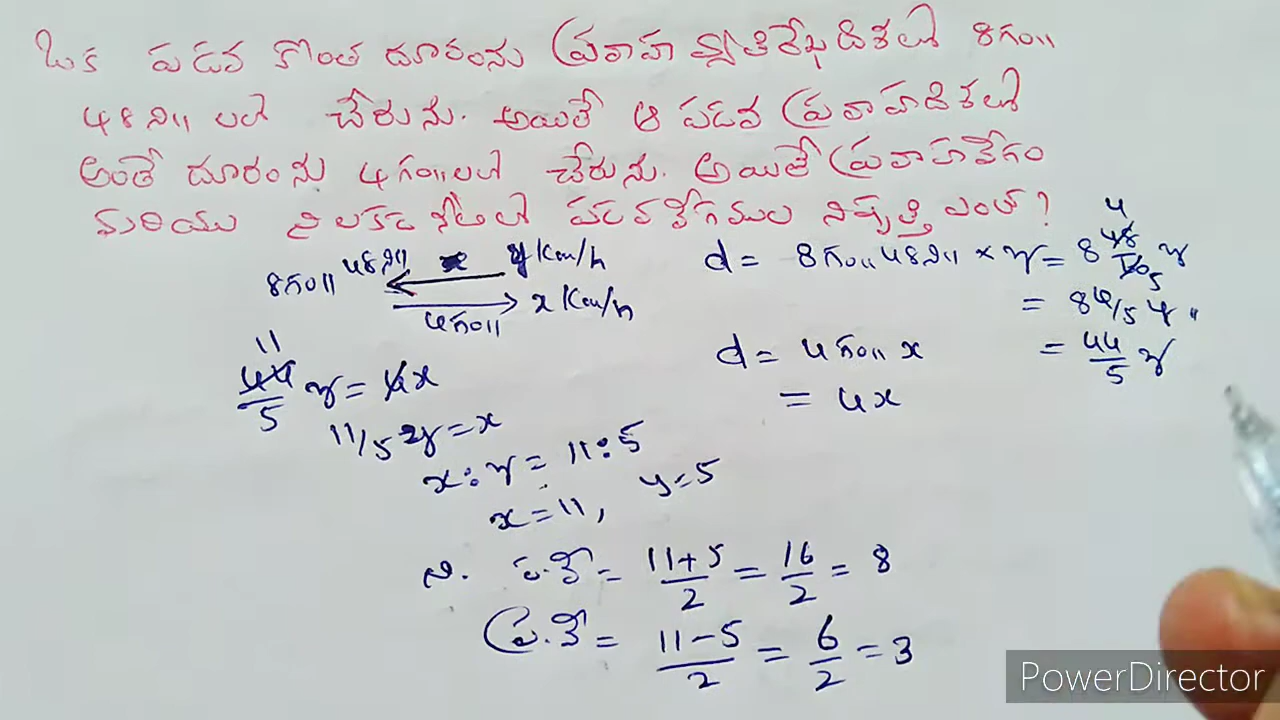 ఒక పడవ కొంత దూరంను ప్రవాహ వ్యతిరేఖ దిశలో 8గం॥
48ని॥లలో చేరును. అయితే ఆ పడవ ప్రవాహదిశలో
అంతే దూరంను 4గం॥లలో చేరును. అయితే ప్రవాహవేగం
మరియు నిలకడ నీటిలో పడవ వేగముల నిష్పత్తి ఎంత?
8గం॥ 48ని॥ y Km/h
4గం॥ x Km/h
d = 8గం॥ 48ని॥ × y = 8 48/60 y
4 5
= 8 4/5 y
= 44/5 y
d = 4గం॥ x
= 4x
11
44/5 y = 4x
11/5 y = x
x : y = 11 : 5
x = 11, y = 5
ని. ప.వే = 11+5/2 = 16/2 = 8
ప్ర.వే = 11-5/2 = 6/2 = 3
PowerDirector